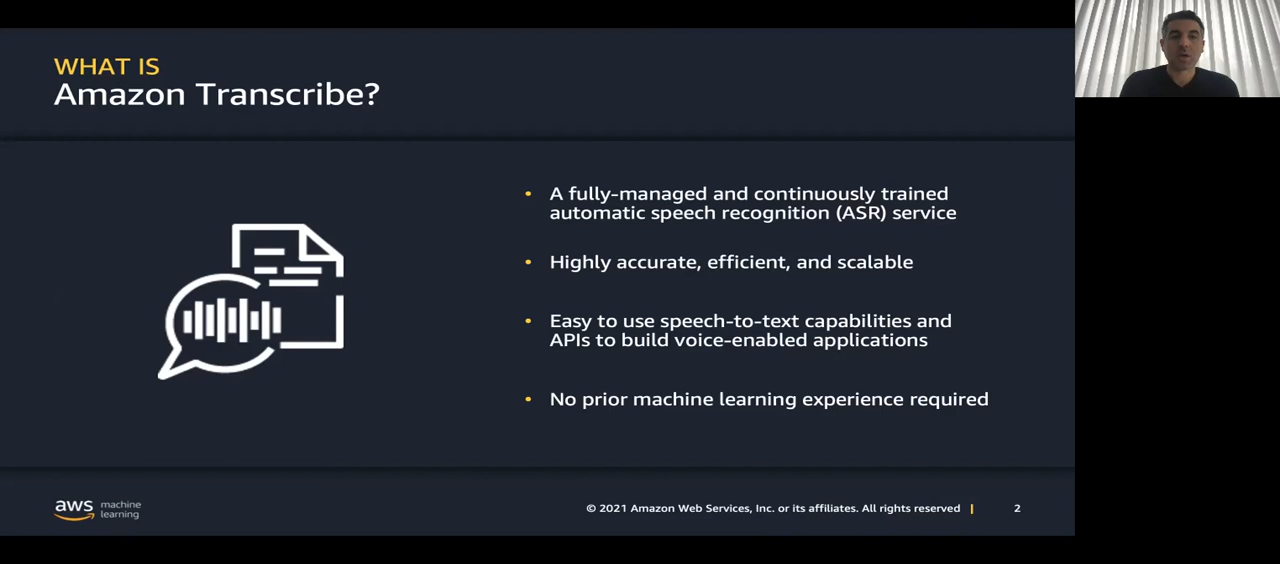 WHAT IS
Amazon Transcribe?
• A fully-managed and continuously trained
automatic speech recognition (ASR) service
• Highly accurate, efficient, and scalable
• Easy to use speech-to-text capabilities and
APIs to build voice-enabled applications
• No prior machine learning experience required
aws machine
learning
© 2021 Amazon Web Services, Inc. or its affiliates. All rights reserved | 2